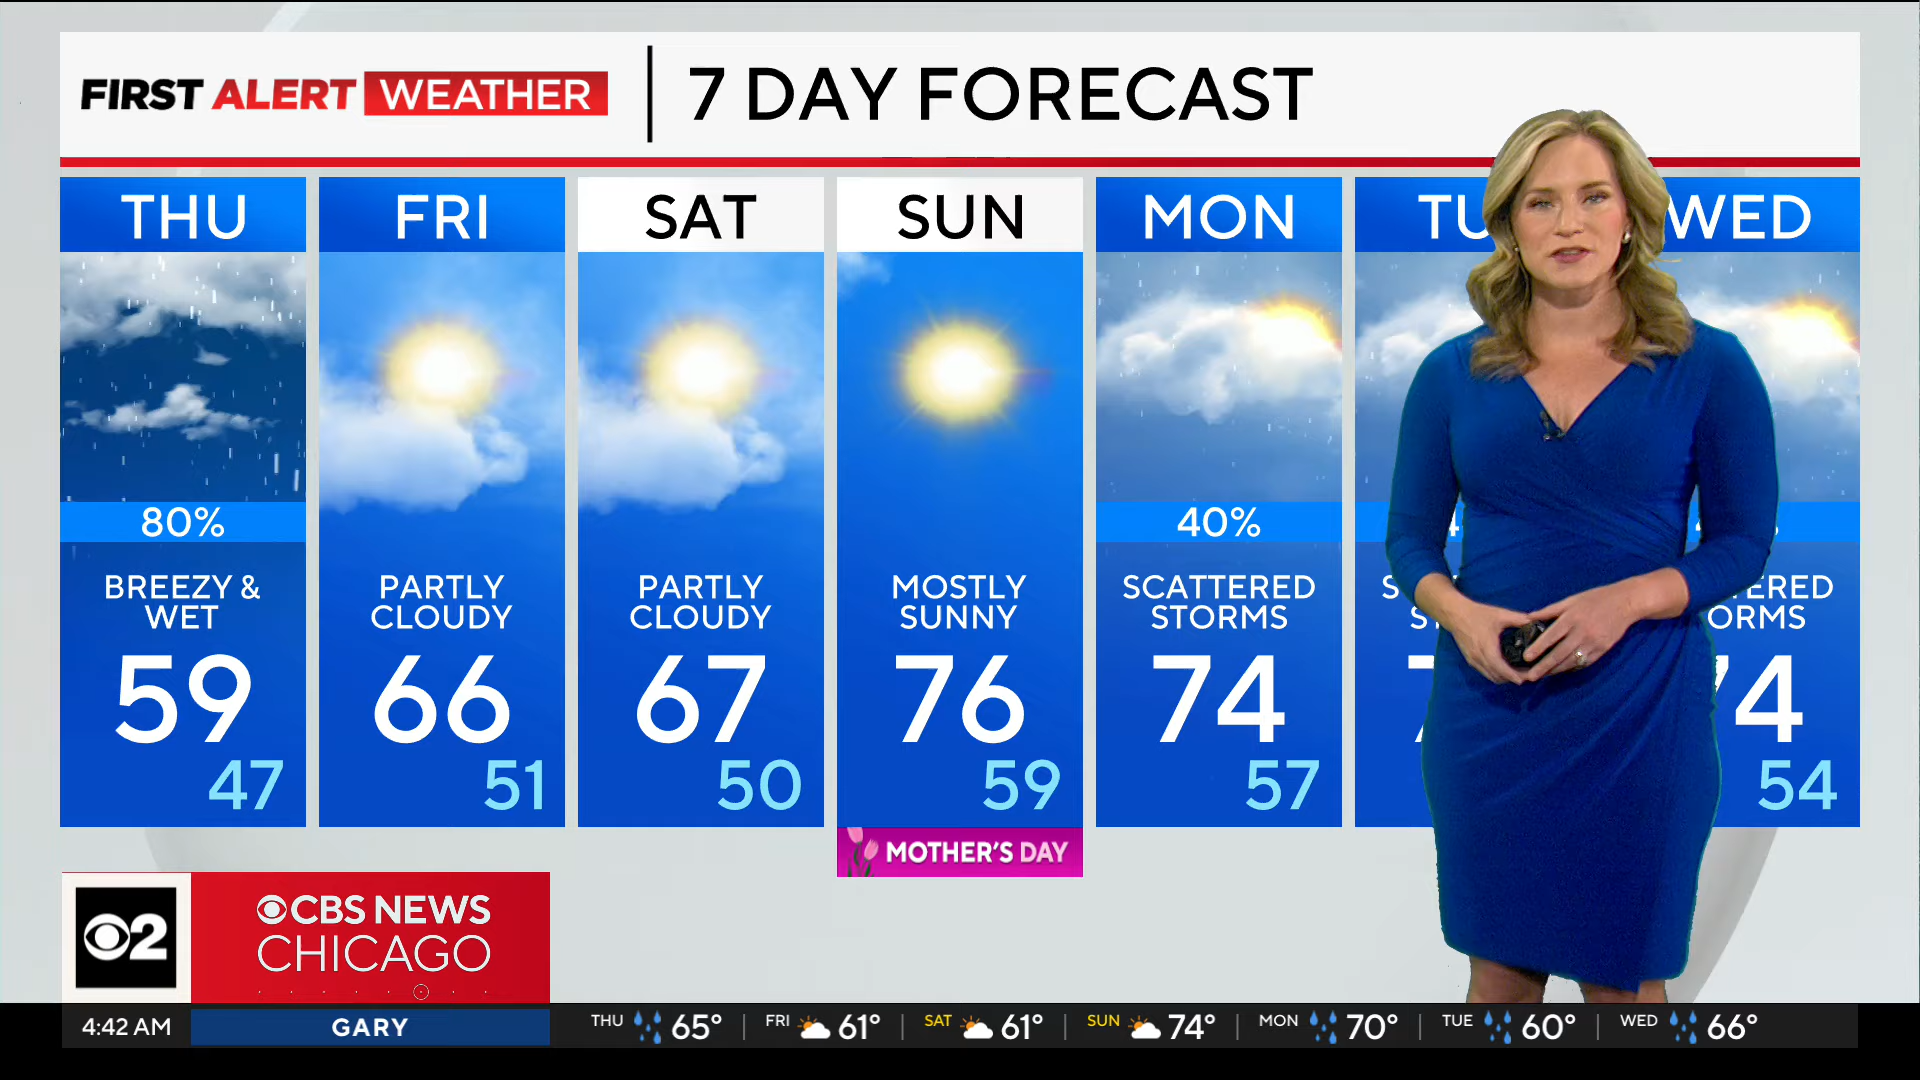 FIRST ALERT WEATHER
7 DAY FORECAST
THU
FRI
SAT
SUN
MON
WED
80%
40%
BREEZY &
WET
PARTLY
CLOUDY
PARTLY
CLOUDY
MOSTLY
SUNNY
SCATTERED
STORMS
59
66
67
76
74
74
47
51
50
59
57
54
MOTHER'S DAY
2
CBS NEWS
CHICAGO
4:42 AM
GARY
THU 65° FRI 61° SAT 61° SUN 74° MON 70° TUE 60° WED 66°